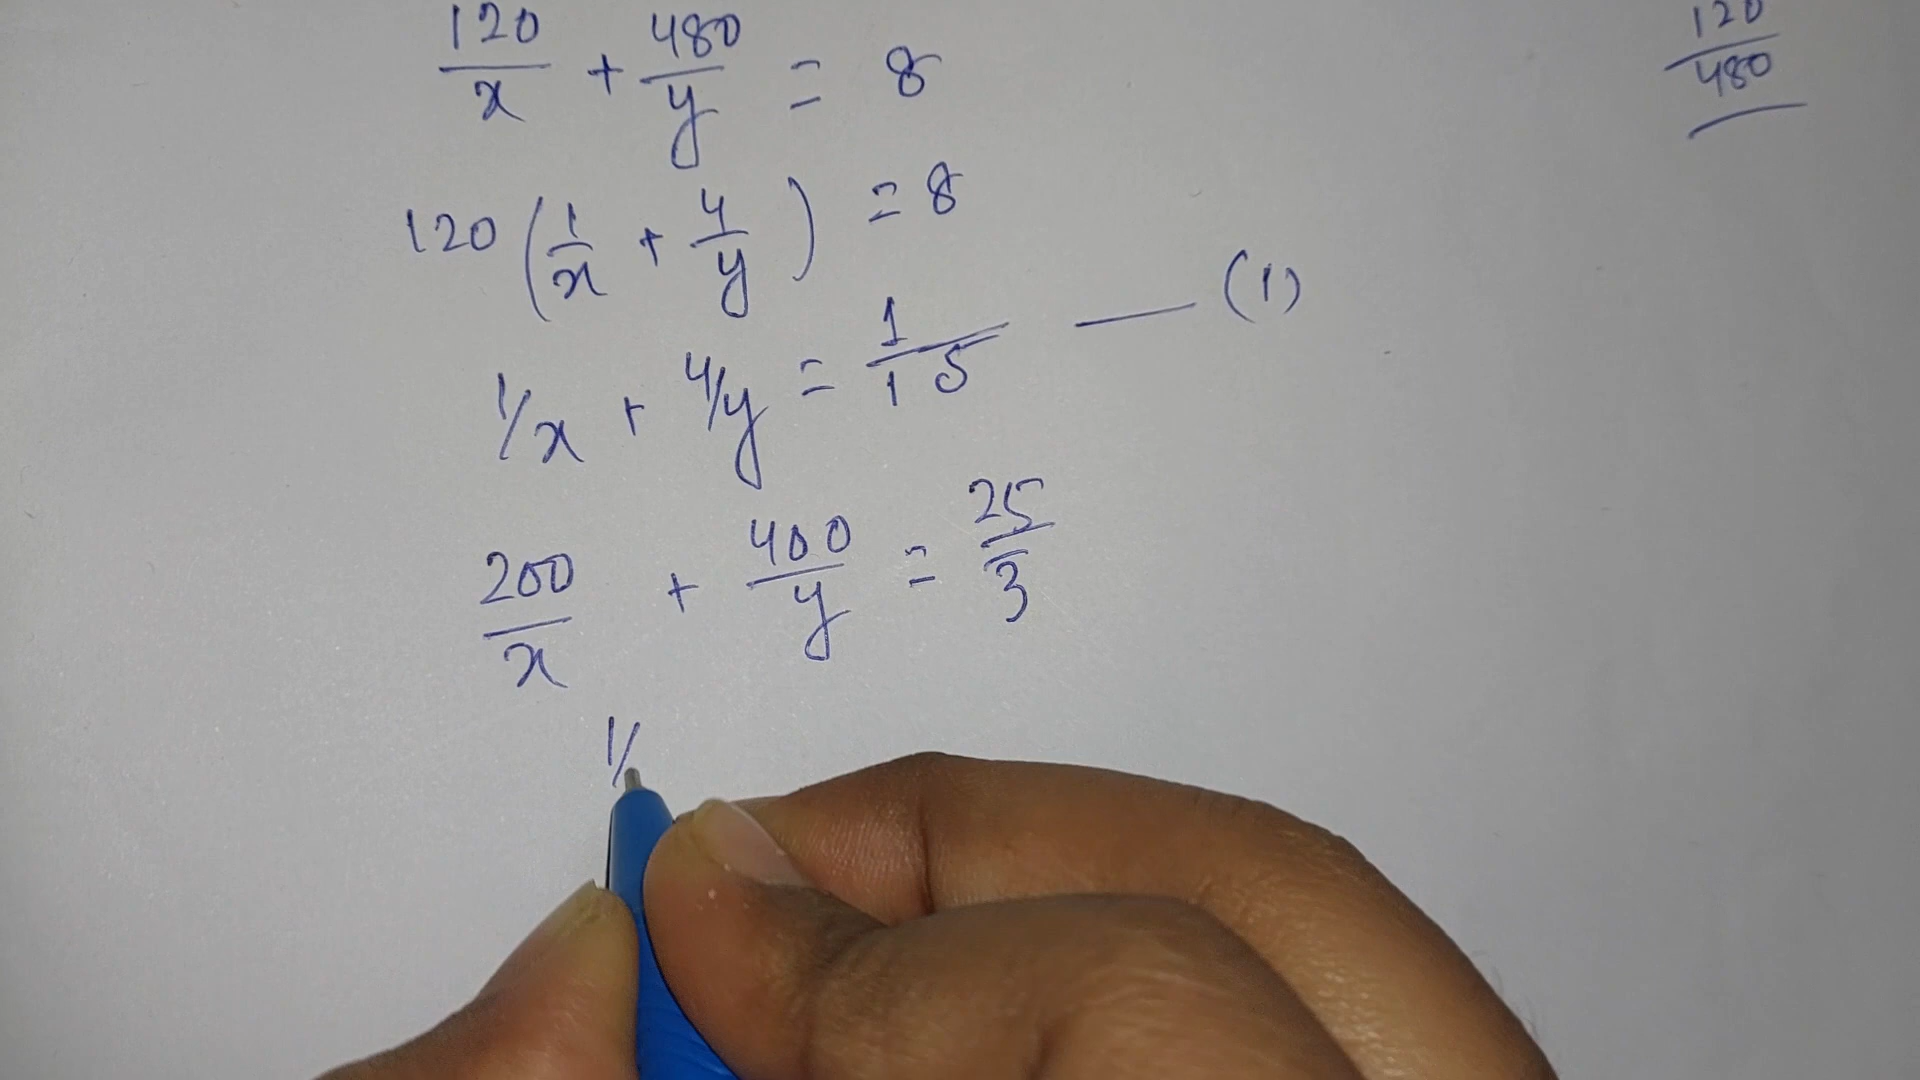 120/x + 480/y = 8
120/480
120 (1/x + 4/y) = 8
1/x + 4/y = 1/15 — (1)
200/x + 400/y = 25/3
1/